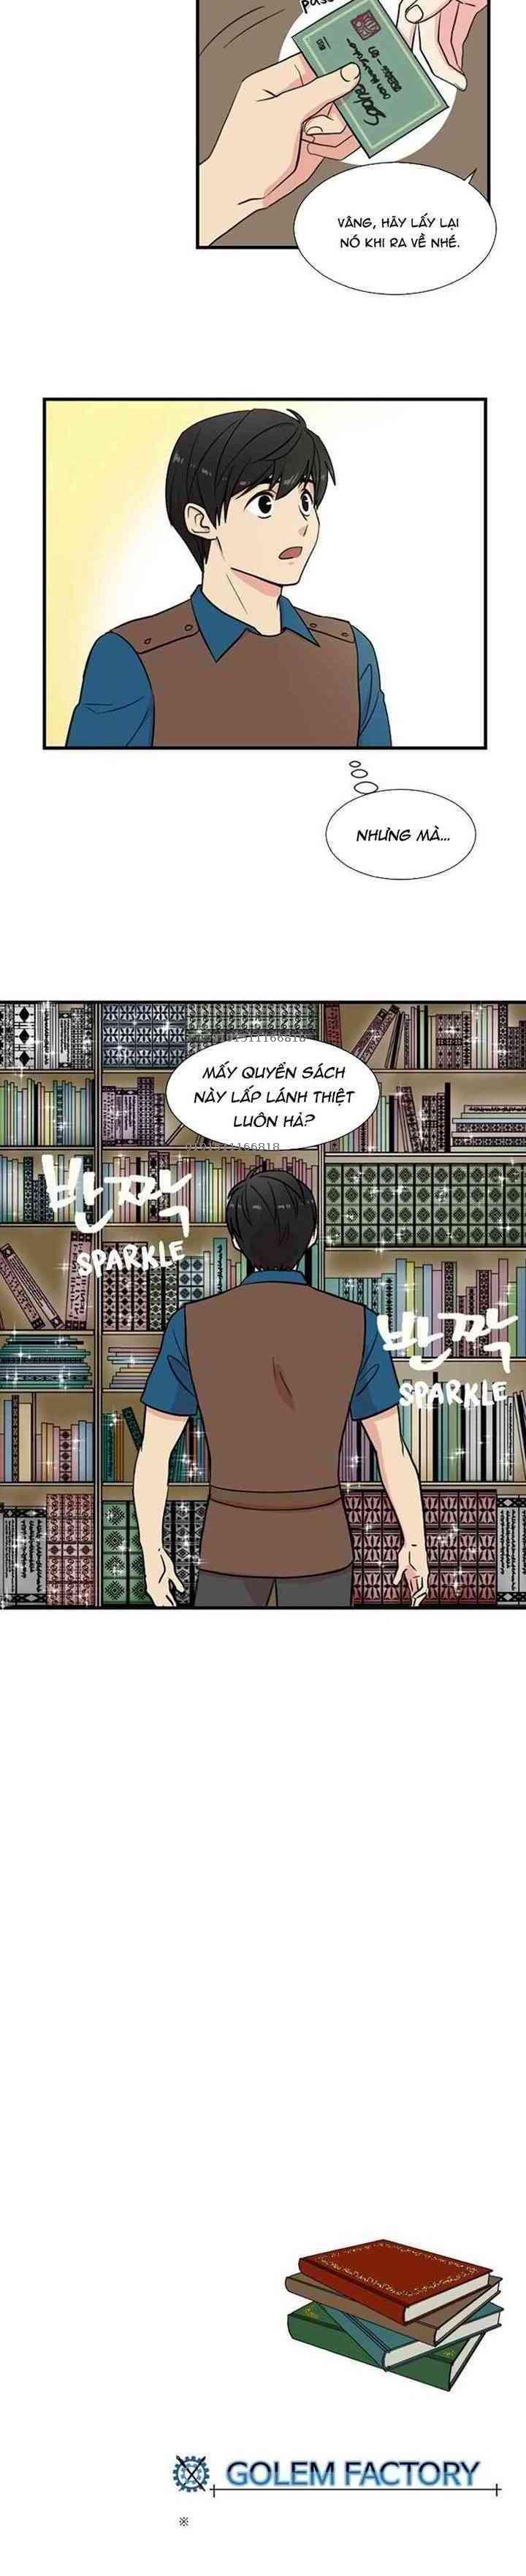 VÂNG, HÃY LẤY LẠI
NÓ KHI RA VỀ NHÉ.
NHƯNG MÀ...
MẤY QUYỂN SÁCH
NÀY LẤP LÁNH THIỆT
LUÔN HẢ?
반짝
SPARKLE
반짝
SPARKLE
GOLEM FACTORY
※